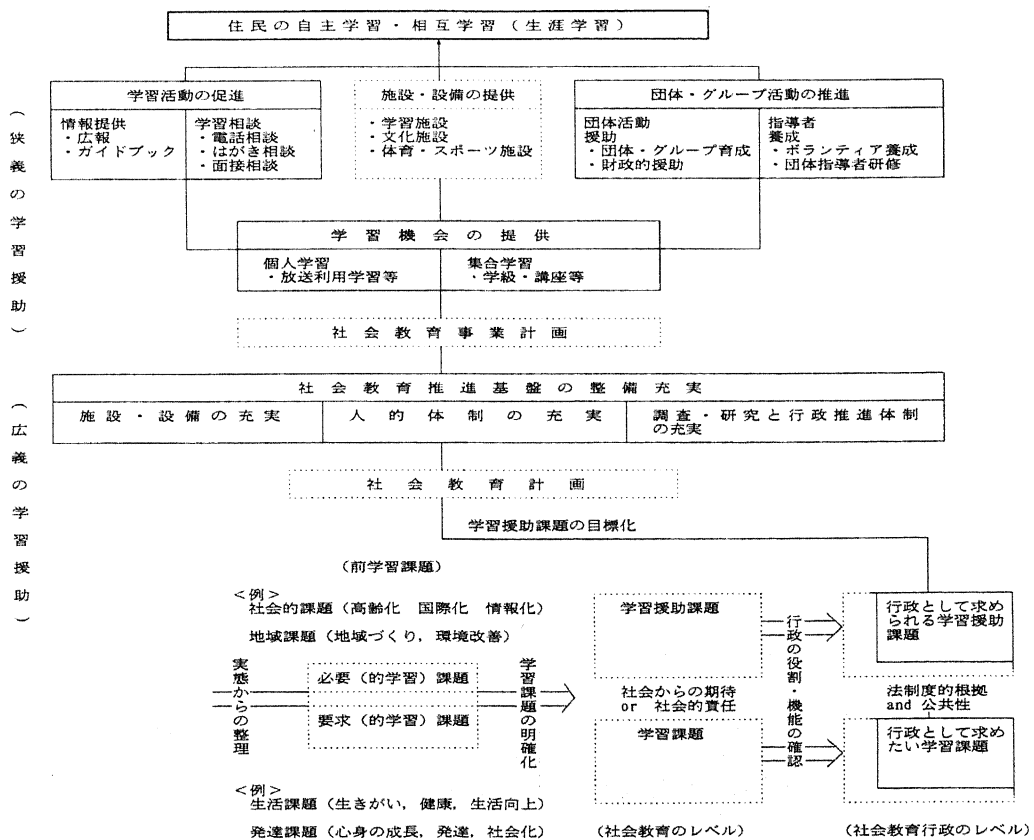 住民の自主学習・相互学習（生涯学習）
学習活動の促進
情報提供
・広報
・ガイドブック
学習相談
・電話相談
・はがき相談
・面接相談
施設・設備の提供
・学習施設
・文化施設
・体育・スポーツ施設
団体・グループ活動の推進
団体活動
援助
・団体・グループ育成
・財政的援助
指導者
養成
・ボランティア養成
・団体指導者研修
（狭義の学習援助）
学習機会の提供
個人学習
・放送利用学習等
集合学習
・学級・講座等
社会教育事業計画
社会教育推進基盤の整備充実
施設・設備の充実
人的体制の充実
調査・研究と行政推進体制
の充実
（広義の学習援助）
社会教育計画
学習援助課題の目標化
（前学習課題）
＜例＞
社会的課題（高齢化　国際化　情報化）
地域課題（地域づくり，環境改善）
実態からの整理
必要（的学習）課題
要求（的学習）課題
学習課題の明確化
＜例＞
生活課題（生きがい，健康，生活向上）
発達課題（心身の成長，発達，社会化）
学習援助課題
社会からの期待
or 社会的責任
学習課題
（社会教育のレベル）
行政の役割・機能の確認
行政として求め
られる学習援助
課題
法制度的根拠
and 公共性
行政として求め
たい学習課題
（社会教育行政のレベル）